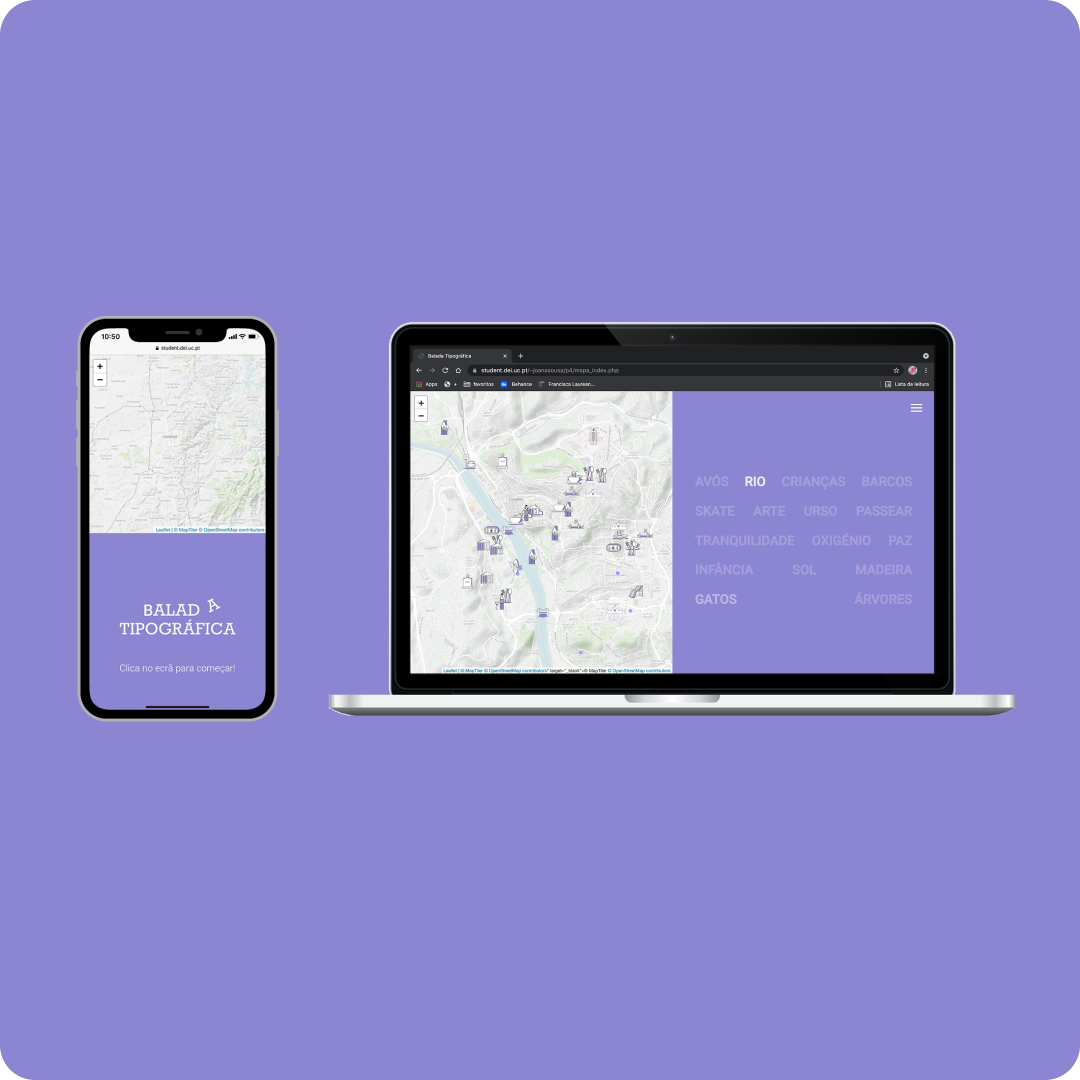 10:50
student.dei.uc.pt
+
−
COIMBRA
Leaflet | © MapTiler © OpenStreetMap contributors
BALAD A
TIPOGRÁFICA
Clica no ecrã para começar!
Balada Tipográfica
student.dei.uc.pt/~joanasousa/p4/mapa_index.php
Apps
favoritos
Behance
Francisca Laurean...
Lista de leitura
+
−
AVÓS RIO CRIANÇAS BARCOS
SKATE ARTE URSO PASSEAR
TRANQUILIDADE OXIGÉNIO PAZ
INFÂNCIA SOL MADEIRA
GATOS ÁRVORES
Leaflet | © MapTiler © OpenStreetMap contributors" target="_blank">© MapTiler © OpenStreetMap contributors